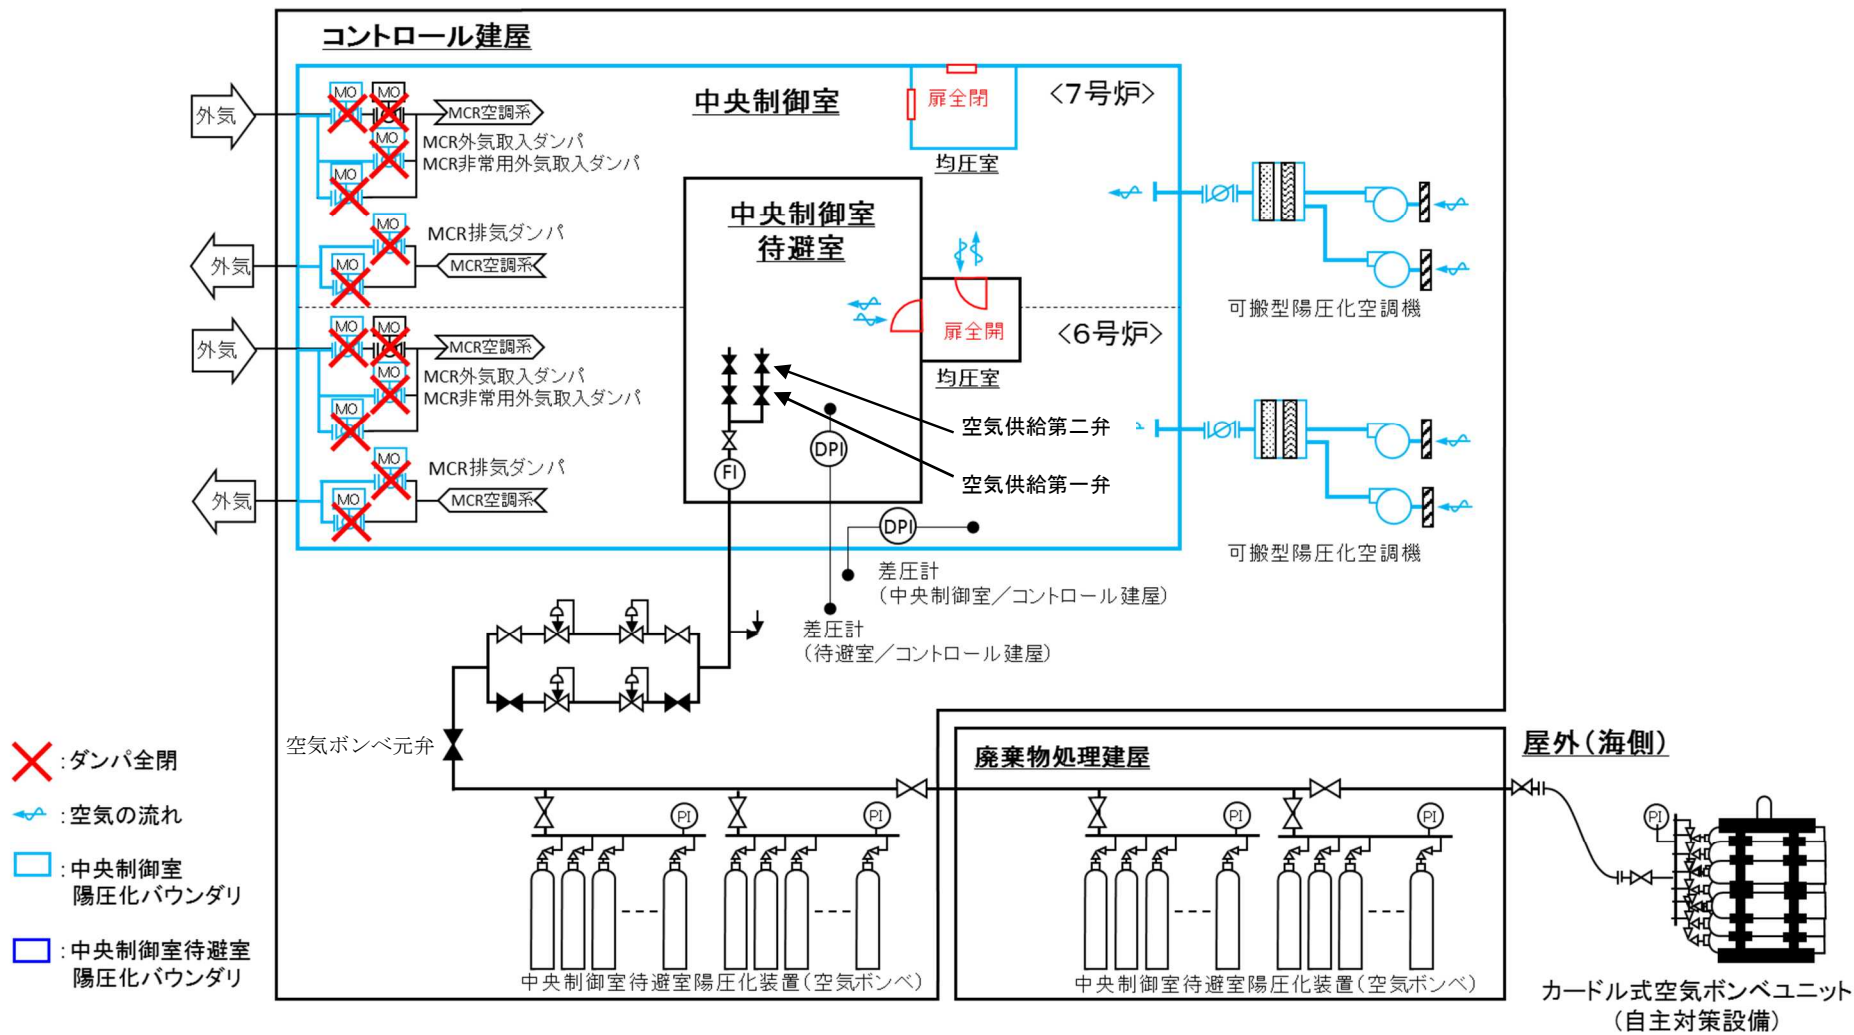 コントロール建屋
中央制御室
<7号炉>
扉全閉
均圧室
外気
MO
MO
MCR空調系
MO
MCR外気取入ダンパ
MCR非常用外気取入ダンパ
MO
MO
MCR排気ダンパ
外気
MO
MCR空調系
中央制御室
待避室
扉全開
均圧室
<6号炉>
可搬型陽圧化空調機
外気
MO
MO
MCR空調系
MO
MCR外気取入ダンパ
MCR非常用外気取入ダンパ
MO
MO
MCR排気ダンパ
外気
MO
MCR空調系
空気供給第二弁
空気供給第一弁
DPI
FI
DPI
可搬型陽圧化空調機
差圧計
(中央制御室/コントロール建屋)
差圧計
(待避室/コントロール建屋)
空気ボンベ元弁
PI
PI
中央制御室待避室陽圧化装置(空気ボンベ)
廃棄物処理建屋
PI
PI
中央制御室待避室陽圧化装置(空気ボンベ)
屋外(海側)
PI
カードル式空気ボンベユニット
(自主対策設備)
:ダンパ全閉
:空気の流れ
:中央制御室
陽圧化バウンダリ
:中央制御室待避室
陽圧化バウンダリ